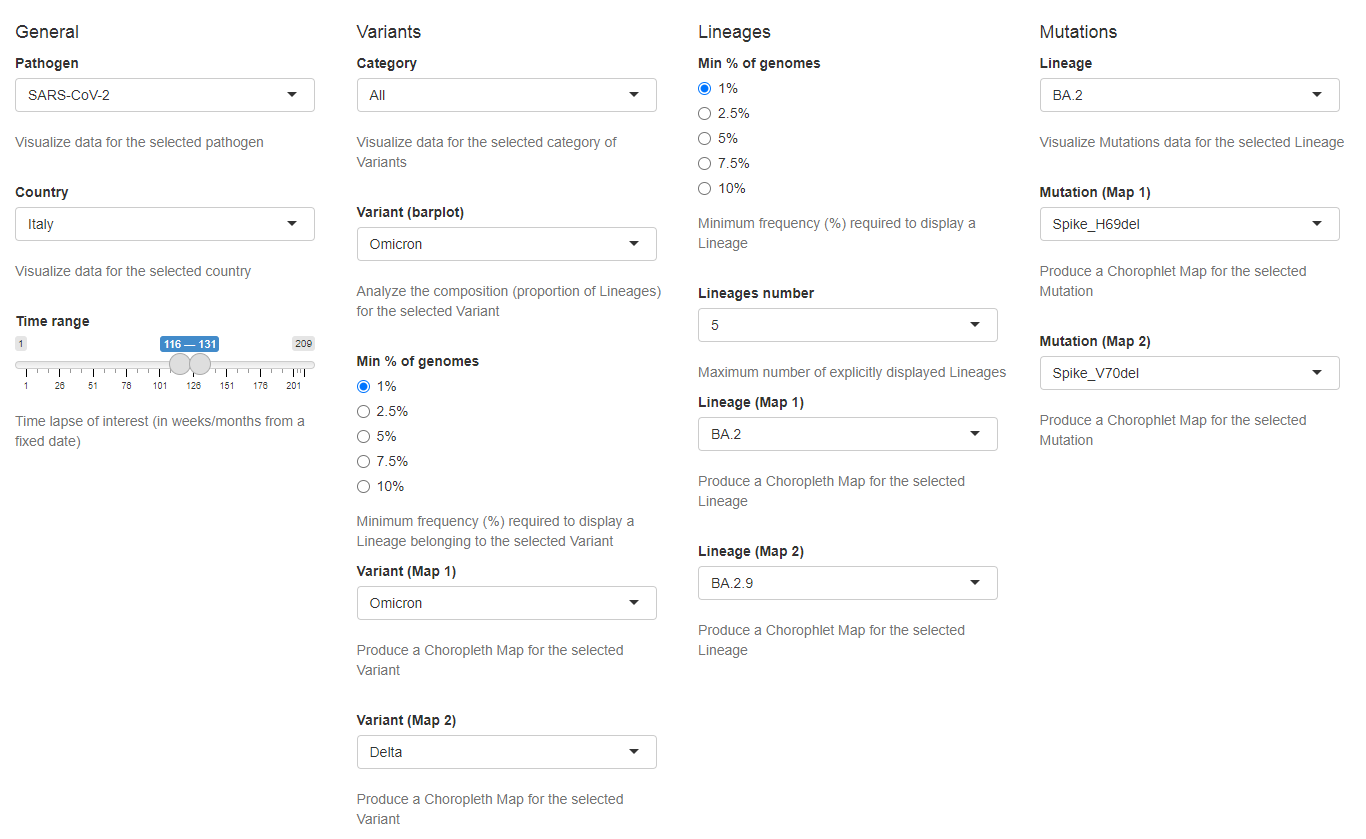 General
Pathogen
SARS-CoV-2
Visualize data for the selected pathogen
Country
Italy
Visualize data for the selected country
Time range
1
116 — 131
209
1 26 51 76 101 126 151 176 201
Time lapse of interest (in weeks/months from a
fixed date)
Variants
Category
All
Visualize data for the selected category of
Variants
Variant (barplot)
Omicron
Analyze the composition (proportion of Lineages)
for the selected Variant
Min % of genomes
1%
2.5%
5%
7.5%
10%
Minimum frequency (%) required to display a
Lineage belonging to the selected Variant
Variant (Map 1)
Omicron
Produce a Choropleth Map for the selected
Variant
Variant (Map 2)
Delta
Produce a Choropleth Map for the selected
Variant
Lineages
Min % of genomes
1%
2.5%
5%
7.5%
10%
Minimum frequency (%) required to display a
Lineage
Lineages number
5
Maximum number of explicitly displayed Lineages
Lineage (Map 1)
BA.2
Produce a Choropleth Map for the selected
Lineage
Lineage (Map 2)
BA.2.9
Produce a Chorophlet Map for the selected
Lineage
Mutations
Lineage
BA.2
Visualize Mutations data for the selected Lineage
Mutation (Map 1)
Spike_H69del
Produce a Chorophlet Map for the selected
Mutation
Mutation (Map 2)
Spike_V70del
Produce a Chorophlet Map for the selected
Mutation